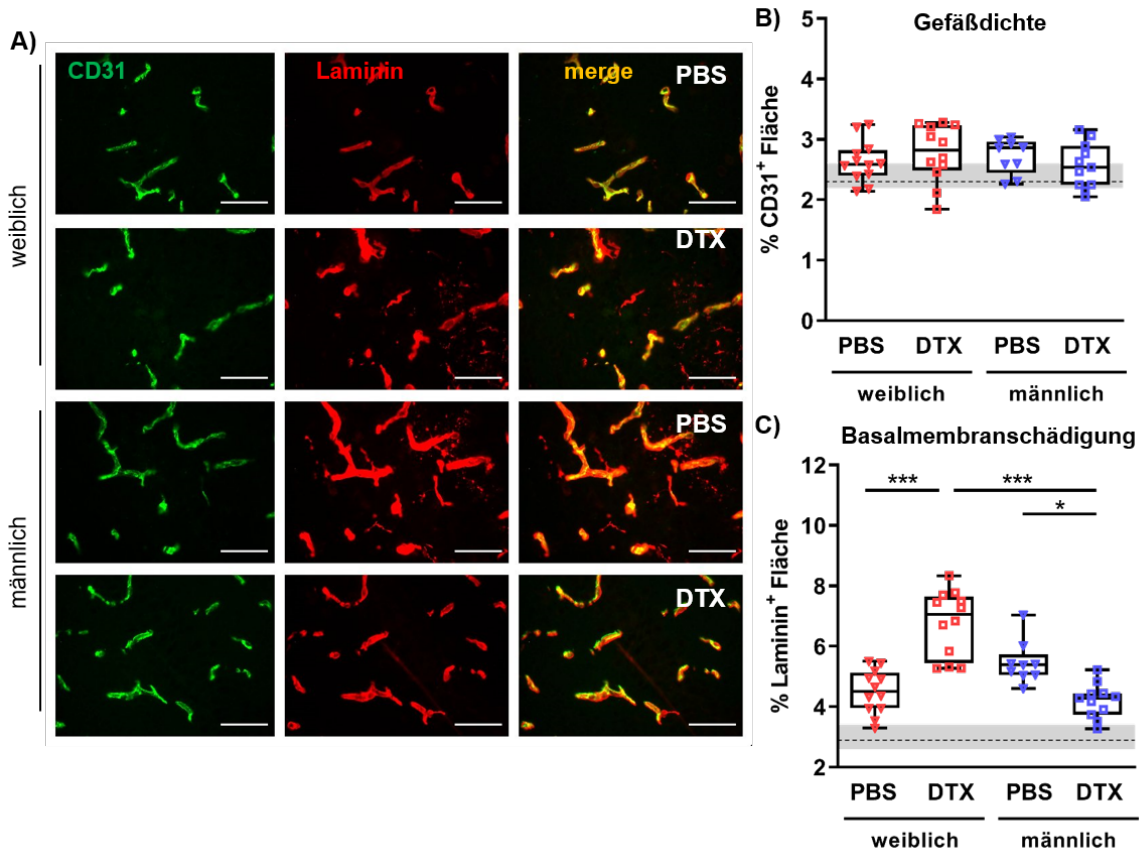 A)
CD31
Laminin
merge
PBS
DTX
PBS
DTX
weiblich
männlich
B)
Gefäßdichte
% CD31+ Fläche
5
4
3
2
1
0
PBS DTX PBS DTX
weiblich männlich
C)
Basalmembranschädigung
% Laminin+ Fläche
12
10
8
6
4
2
*** ***
*
PBS DTX PBS DTX
weiblich männlich